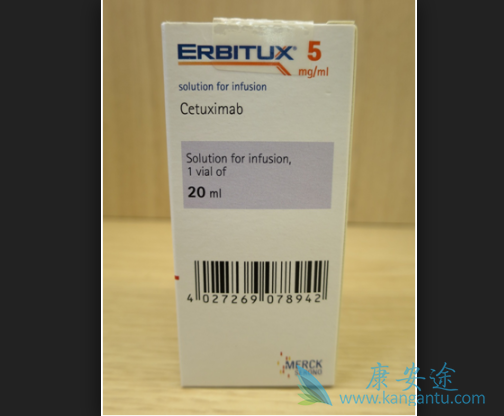 ERBITUX® 5
mg/ml
solution for infusion
Cetuximab
Solution for infusion,
1 vial of
20 ml
4 027269 078942
MERCK
SERONO
康安途
www.kangantu.com